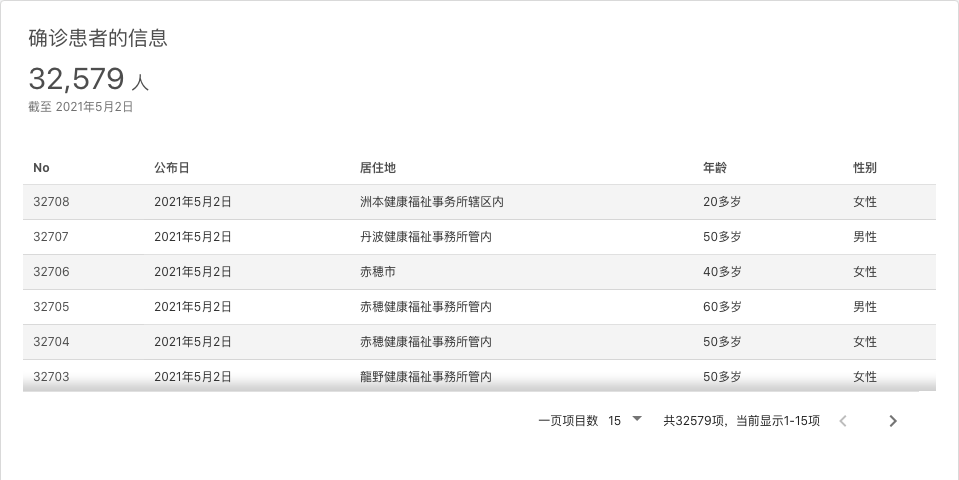 确诊患者的信息
32,579 人
截至 2021年5月2日
No 公布日 居住地 年龄 性别
32708 2021年5月2日 洲本健康福祉事务所辖区内 20多岁 女性
32707 2021年5月2日 丹波健康福祉事務所管内 50多岁 男性
32706 2021年5月2日 赤穂市 40多岁 女性
32705 2021年5月2日 赤穂健康福祉事務所管内 60多岁 男性
32704 2021年5月2日 赤穂健康福祉事務所管内 50多岁 女性
32703 2021年5月2日 龍野健康福祉事務所管内 50多岁 女性
一页项目数 15 共32579项，当前显示1-15项